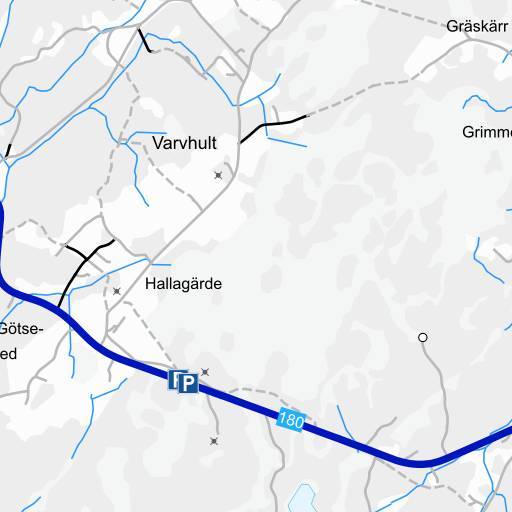 Gräskärr
Grimme
Varvhult
Hallagärde
Götse-
ed
P
180